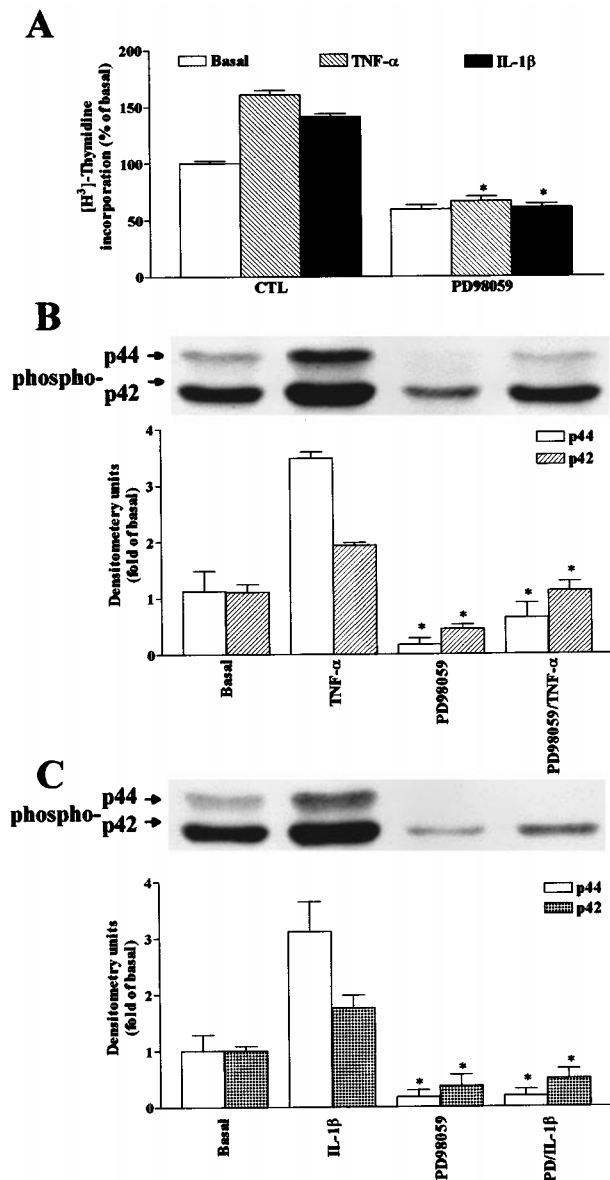 A
200
150
100
50
0
[H³]-Thymidine
incorporation (% of basal)
Basal
TNF-α
IL-1β
* *
CTL
PD98059
B
phospho-
p44
p42
4
3
2
1
0
Densitometery units
(fold of basal)
p44
p42
* * * *
Basal
TNF-α
PD98059
PD98059/TNF-α
C
phospho-
p44
p42
4
3
2
1
0
Densitometry units
(fold of basal)
p44
p42
* * * *
Basal
IL-1β
PD98059
PD/IL-1β